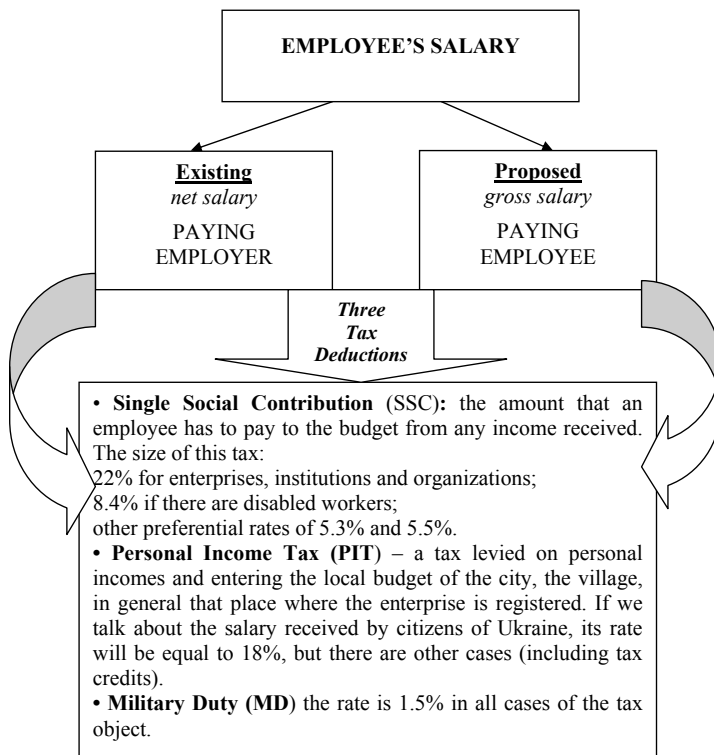 EMPLOYEE’S SALARY
Existing
net salary
PAYING
EMPLOYER
Proposed
gross salary
PAYING
EMPLOYEE
Three
Tax
Deductions
• Single Social Contribution (SSC): the amount that an
employee has to pay to the budget from any income received.
The size of this tax:
22% for enterprises, institutions and organizations;
8.4% if there are disabled workers;
other preferential rates of 5.3% and 5.5%.
• Personal Income Tax (PIT) – a tax levied on personal
incomes and entering the local budget of the city, the village,
in general that place where the enterprise is registered. If we
talk about the salary received by citizens of Ukraine, its rate
will be equal to 18%, but there are other cases (including tax
credits).
• Military Duty (MD) the rate is 1.5% in all cases of the tax
object.